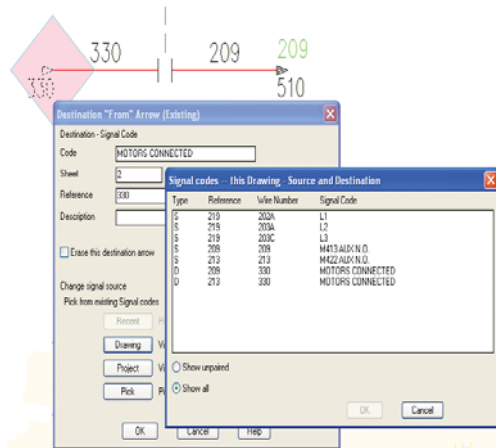 330 209 209
330 510
Destination "From" Arrow (Existing)
Destination - Signal Code
Code MOTORS CONNECTED
Sheet 2
Reference 330
Description
Erase this destination arrow
Change signal source
Pick from existing Signal codes
Recent
Drawing
Project
Pick
OK Cancel Help
Signal codes -- this Drawing - Source and Destination
Type Reference Wire Number Signal Code
S 219 202A L1
S 219 203A L2
S 219 203C L3
S 209 209 M413 AUX N.O.
S 213 213 M422 AUX N.O.
D 209 330 MOTORS CONNECTED
D 213 330 MOTORS CONNECTED
Show unpaired
Show all
OK Cancel